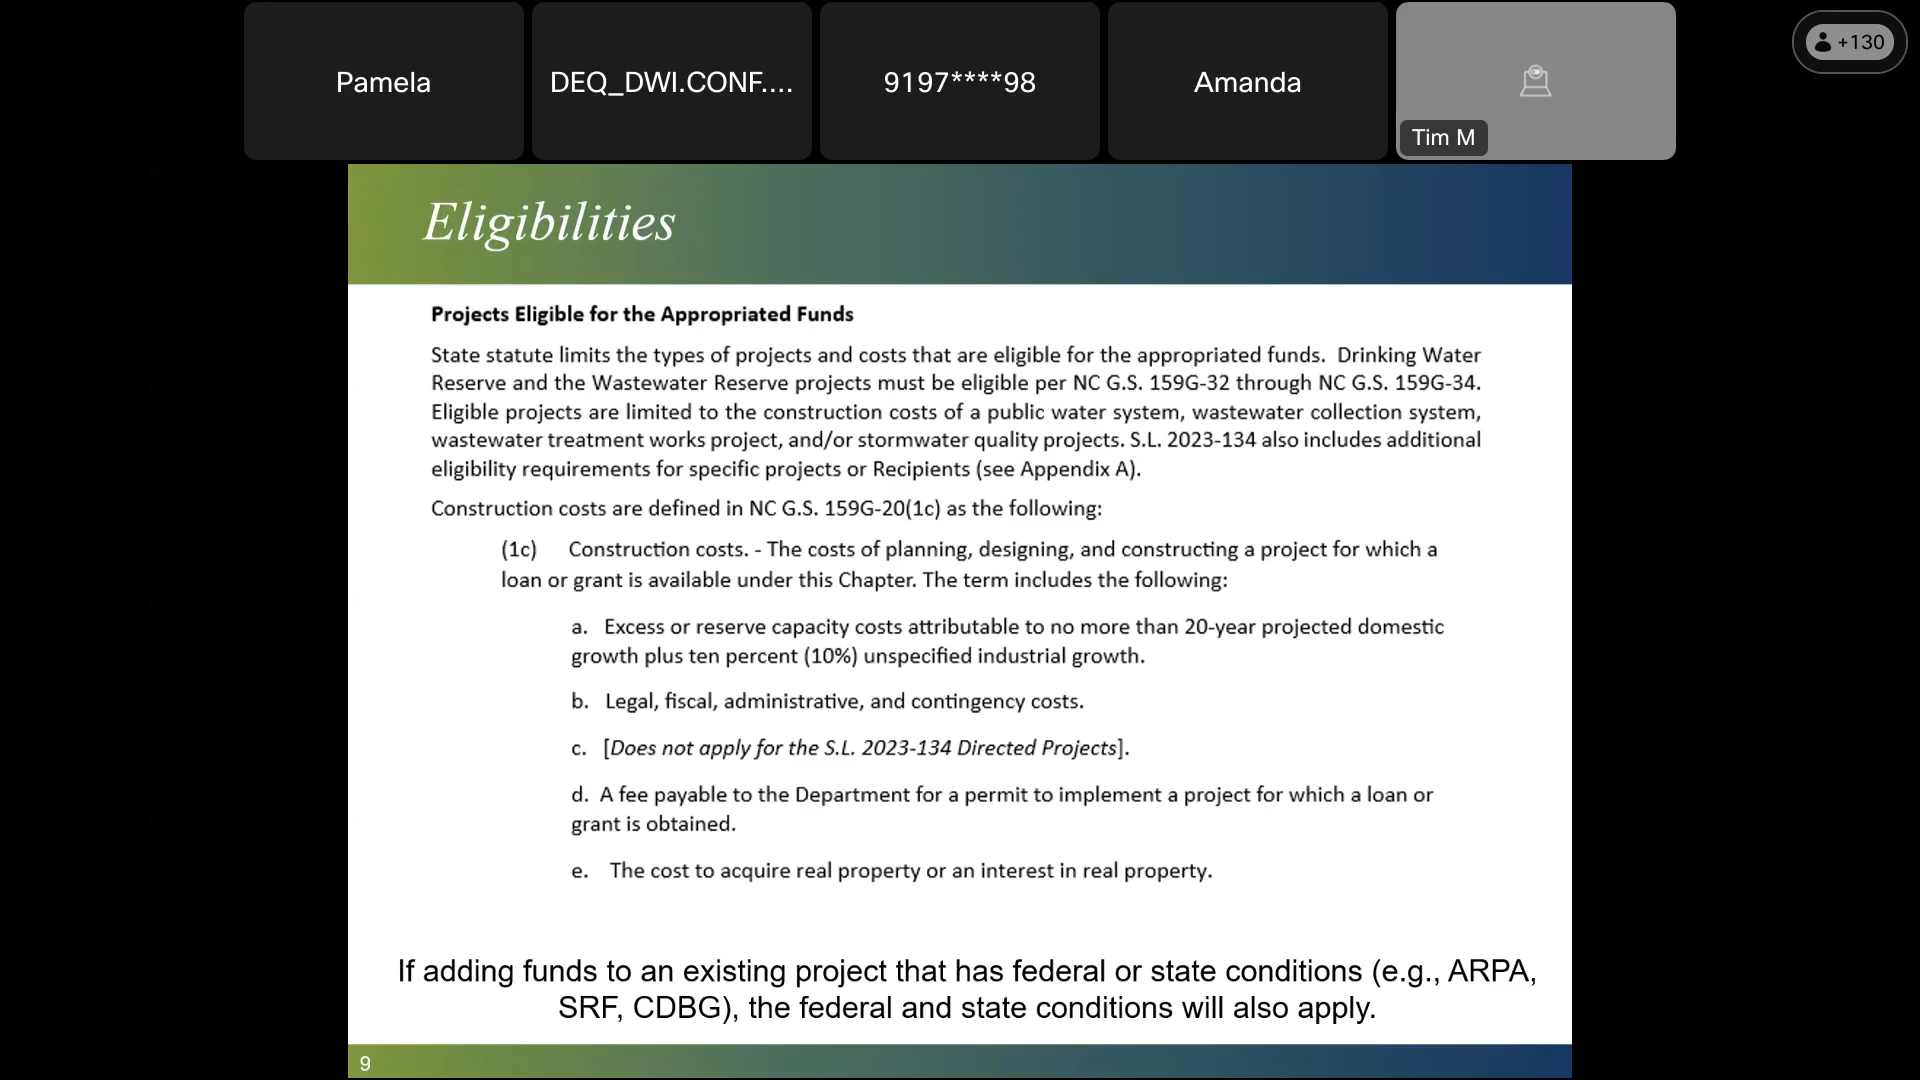 Pamela
DEQ_DWI.CONF....
9197****98
Amanda
Tim M
+130
Eligibilities
Projects Eligible for the Appropriated Funds
State statute limits the types of projects and costs that are eligible for the appropriated funds. Drinking Water
Reserve and the Wastewater Reserve projects must be eligible per NC G.S. 159G-32 through NC G.S. 159G-34.
Eligible projects are limited to the construction costs of a public water system, wastewater collection system,
wastewater treatment works project, and/or stormwater quality projects. S.L. 2023-134 also includes additional
eligibility requirements for specific projects or Recipients (see Appendix A).
Construction costs are defined in NC G.S. 159G-20(1c) as the following:
(1c) Construction costs. - The costs of planning, designing, and constructing a project for which a
loan or grant is available under this Chapter. The term includes the following:
a. Excess or reserve capacity costs attributable to no more than 20-year projected domestic
growth plus ten percent (10%) unspecified industrial growth.
b. Legal, fiscal, administrative, and contingency costs.
c. [Does not apply for the S.L. 2023-134 Directed Projects].
d. A fee payable to the Department for a permit to implement a project for which a loan or
grant is obtained.
e. The cost to acquire real property or an interest in real property.
If adding funds to an existing project that has federal or state conditions (e.g., ARPA,
SRF, CDBG), the federal and state conditions will also apply.
9